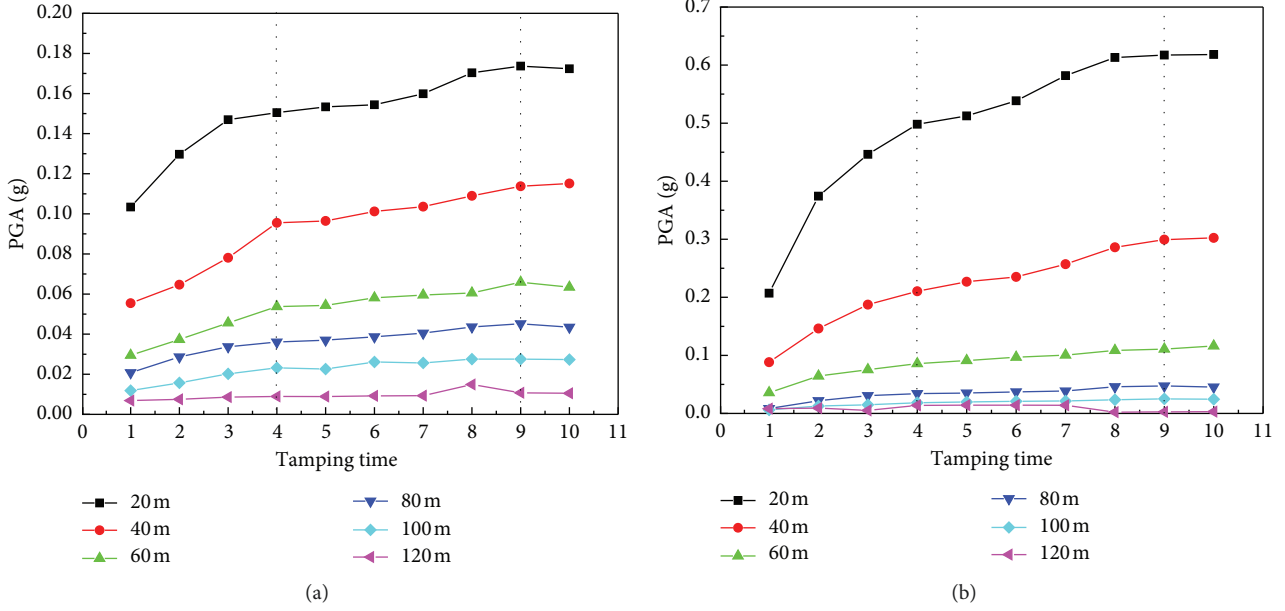 0.20
0.18
0.16
0.14
0.12
0.10
0.08
0.06
0.04
0.02
0.00
PGA (g)
0 1 2 3 4 5 6 7 8 9 10 11
Tamping time
20 m
40 m
60 m
80 m
100 m
120 m
(a)
0.7
0.6
0.5
0.4
0.3
0.2
0.1
0.0
PGA (g)
0 1 2 3 4 5 6 7 8 9 10 11
Tamping time
20 m
40 m
60 m
80 m
100 m
120 m
(b)